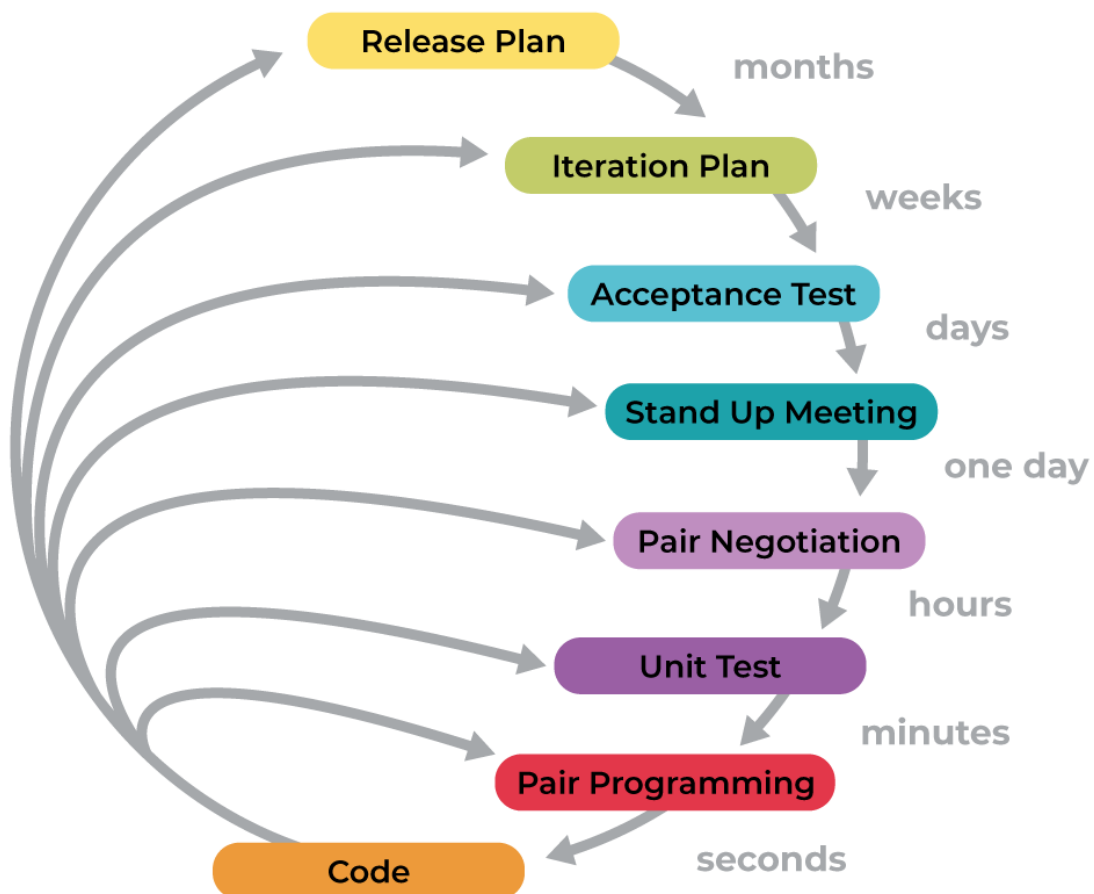 Release Plan
months
Iteration Plan
weeks
Acceptance Test
days
Stand Up Meeting
one day
Pair Negotiation
hours
Unit Test
minutes
Pair Programming
seconds
Code